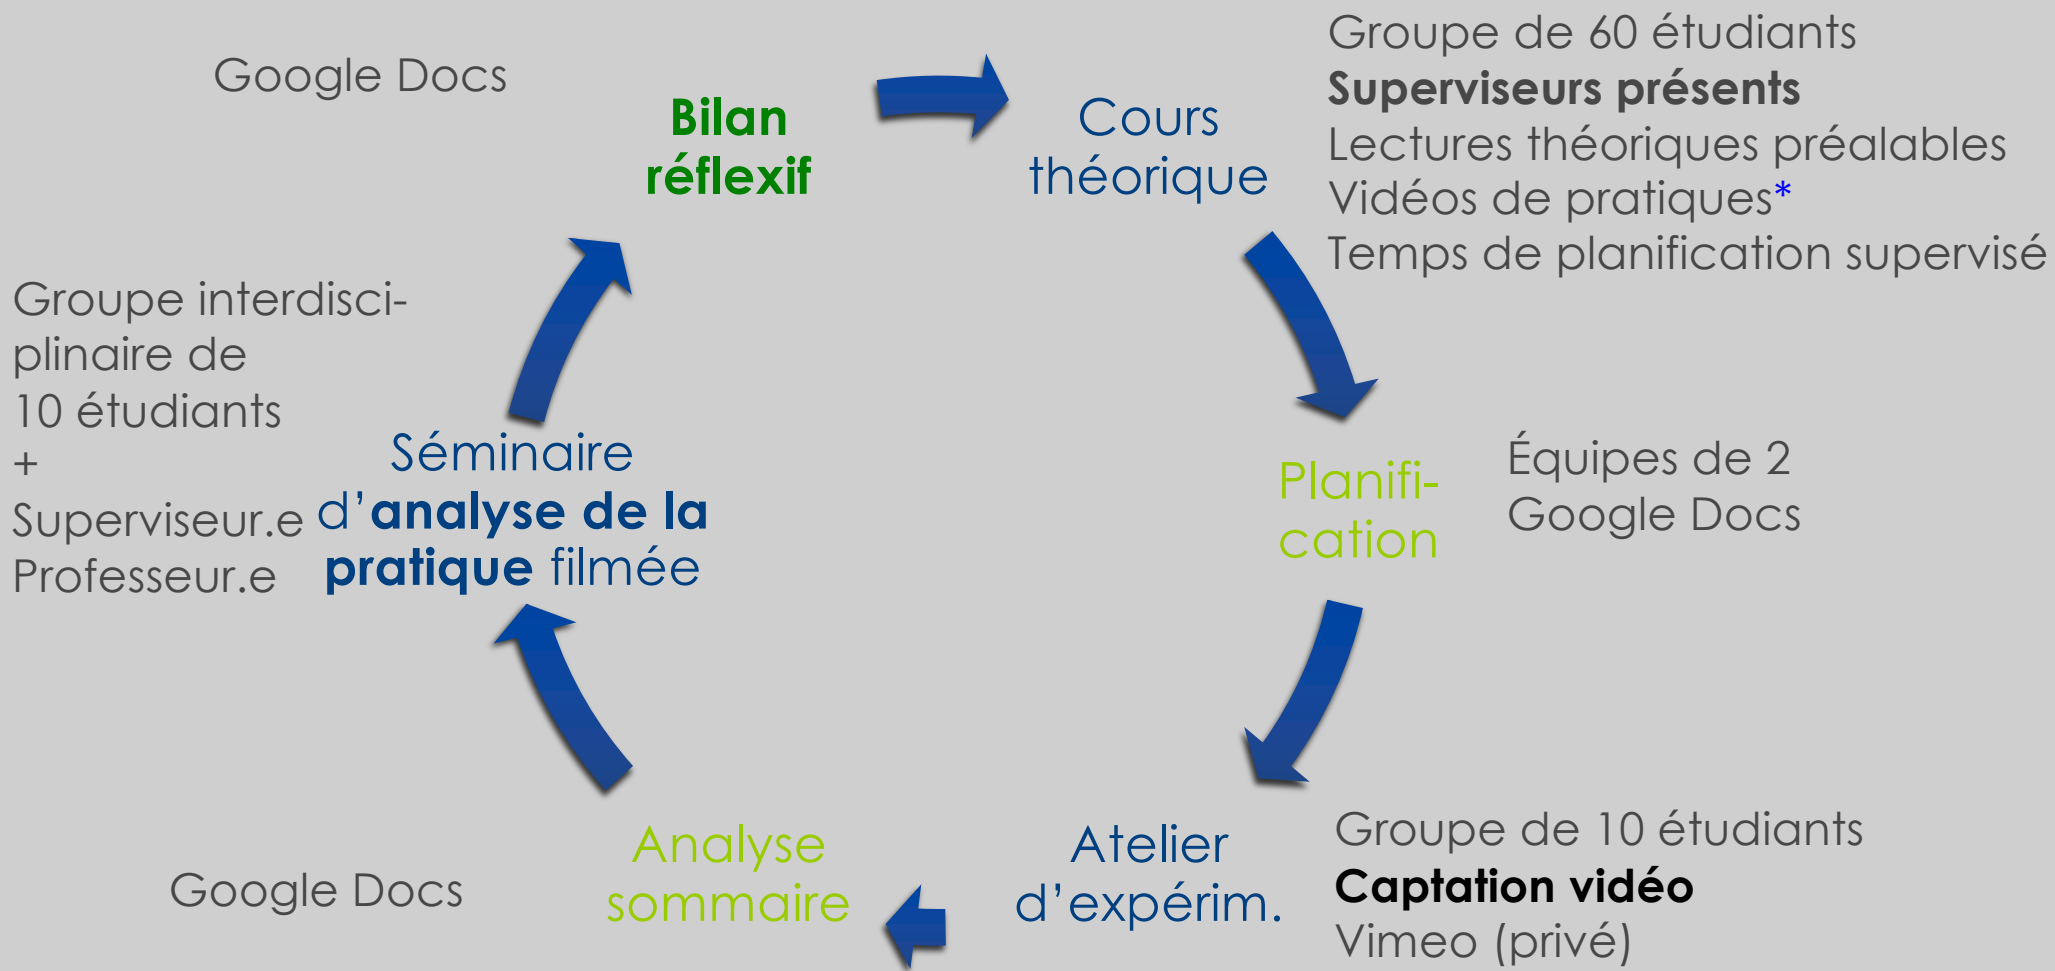 Google Docs
Bilan
réflexif
Cours
théorique
Groupe de 60 étudiants
Superviseurs présents
Lectures théoriques préalables
Vidéos de pratiques*
Temps de planification supervisé
Planifi-
cation
Équipes de 2
Google Docs
Atelier
d’expérim.
Groupe de 10 étudiants
Captation vidéo
Vimeo (privé)
Analyse
sommaire
Google Docs
Séminaire
d’analyse de la
pratique filmée
Groupe interdisci-
plinaire de
10 étudiants
+
Superviseur.e
Professeur.e